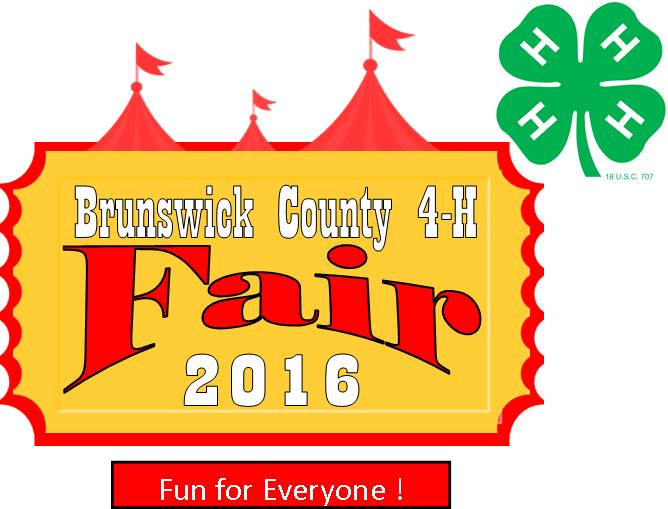 H H
H H
18 U.S.C. 707
Brunswick County 4-H
Fair
2016
Fun for Everyone !